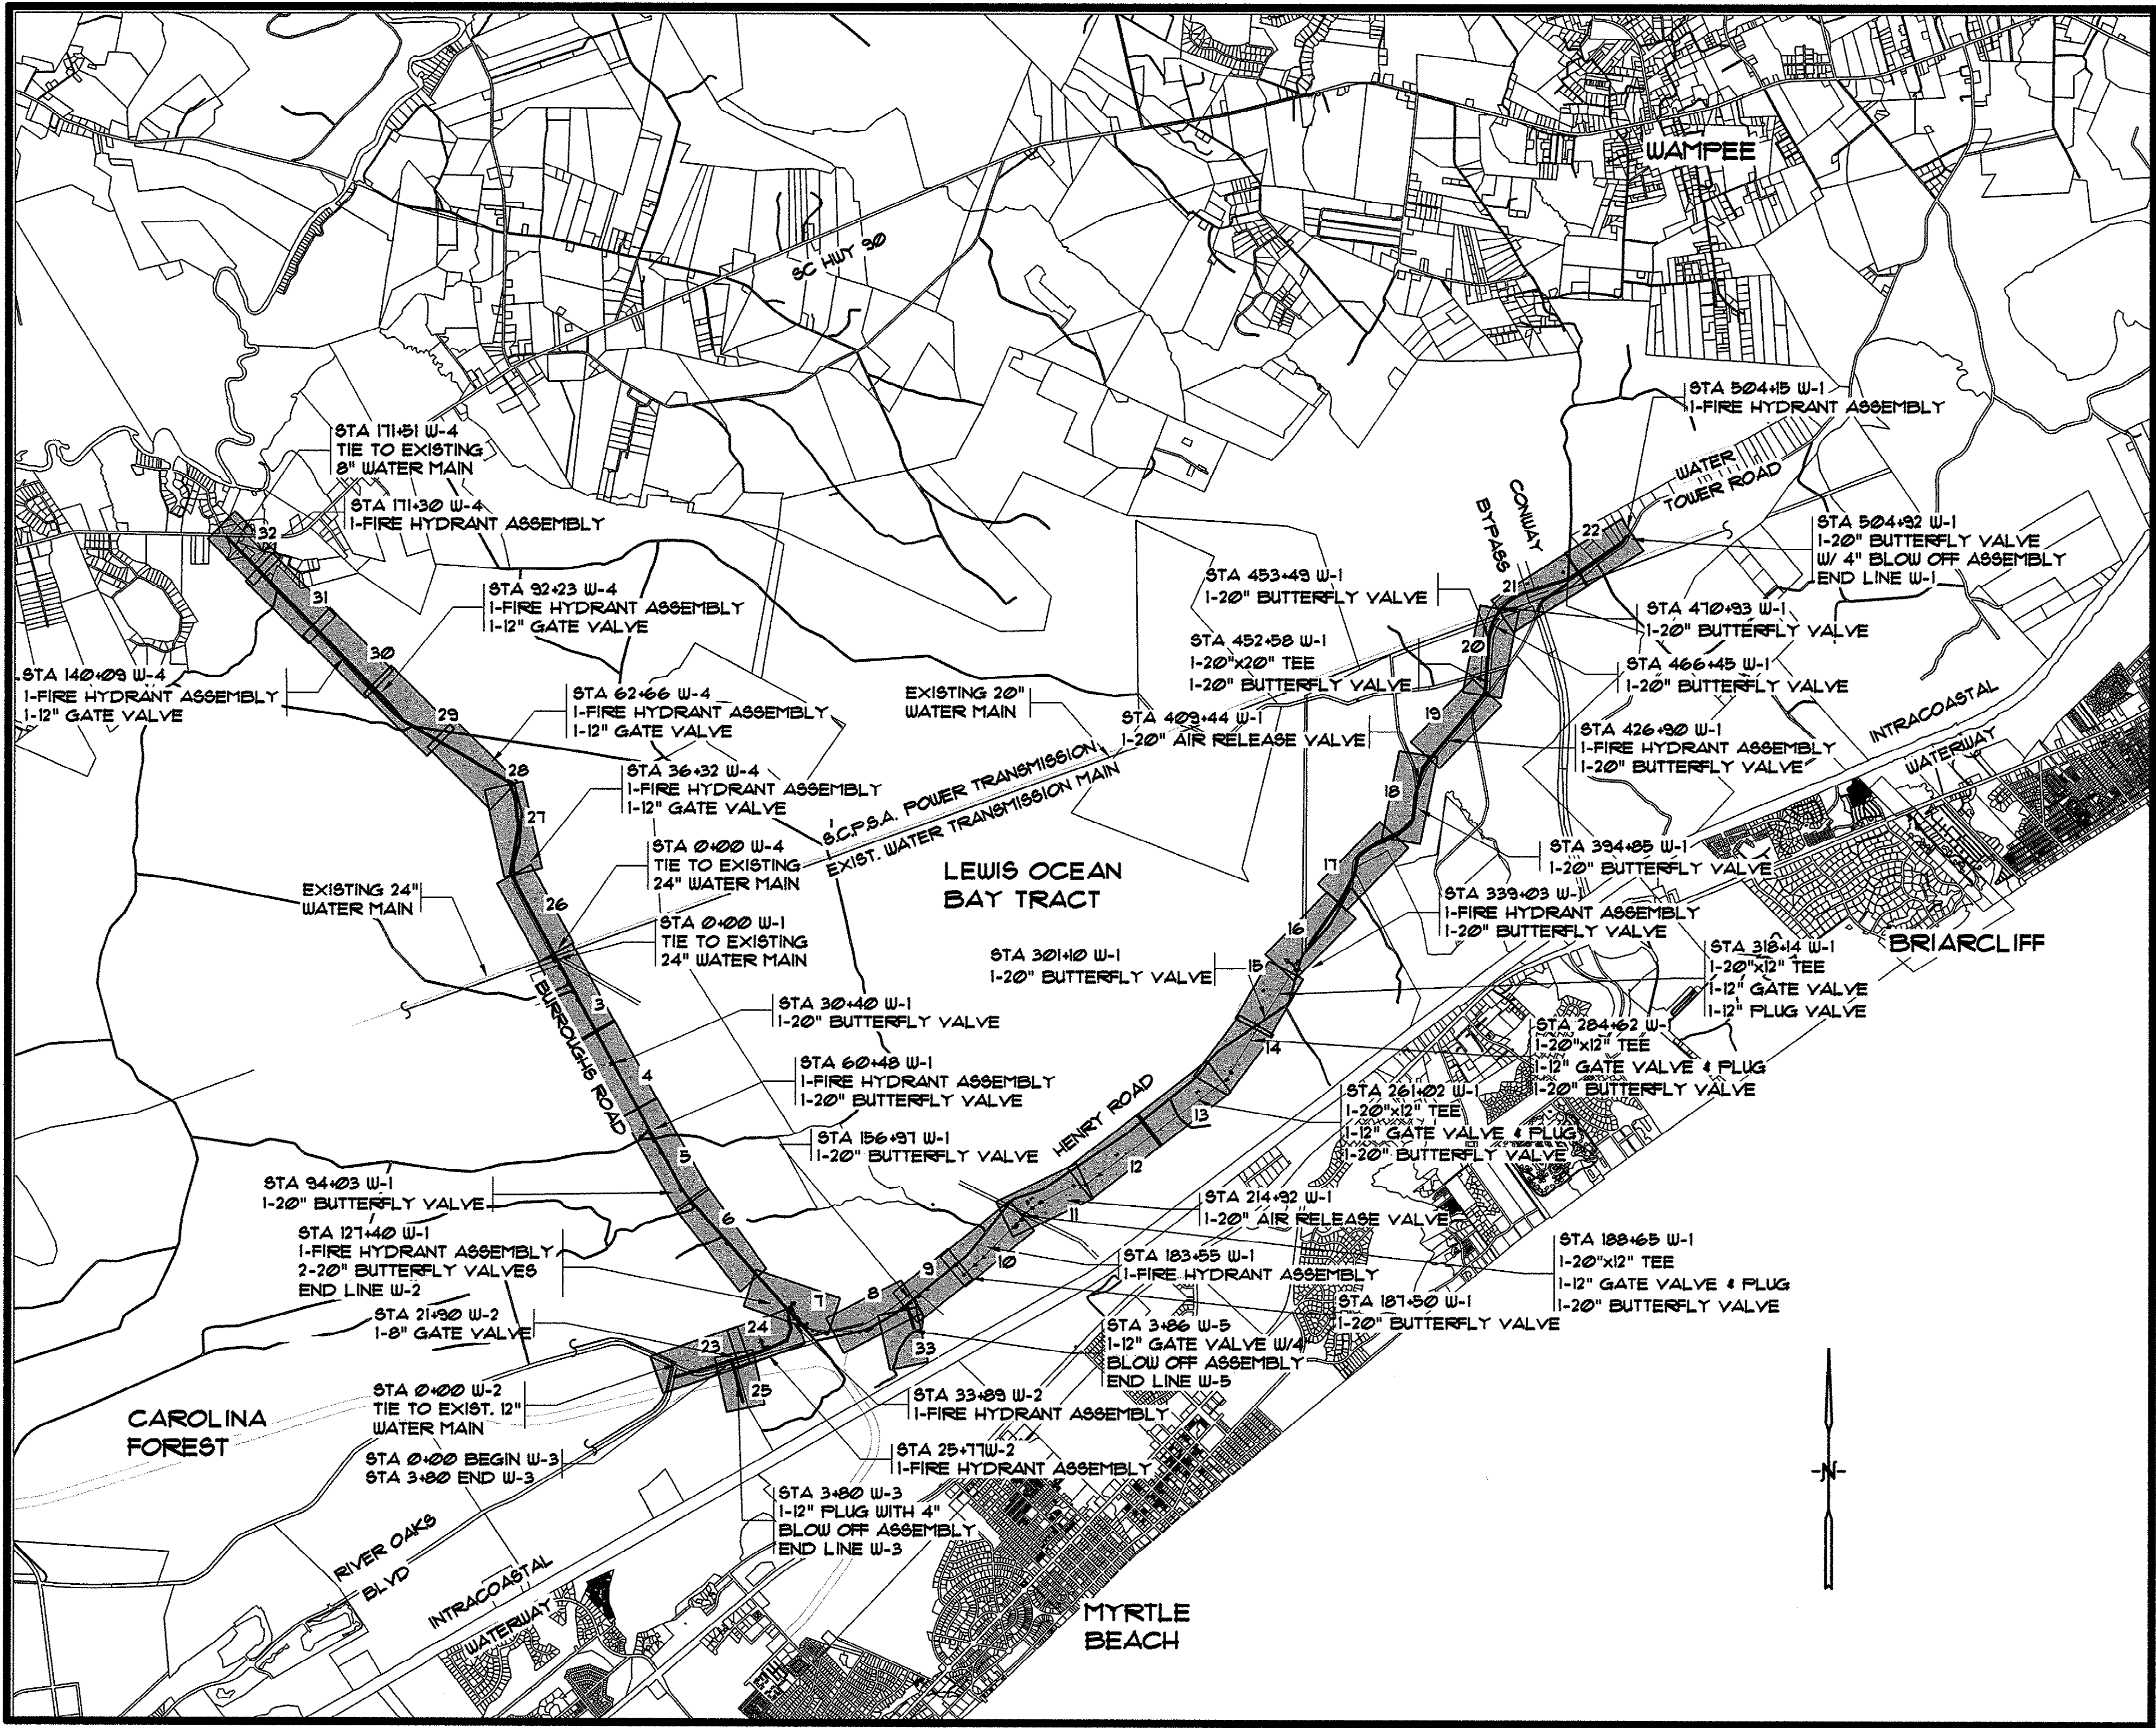 WAMPEE
SC HWY 90
STA 504+15 W-1
1-FIRE HYDRANT ASSEMBLY
STA 171+51 W-4
TIE TO EXISTING
8" WATER MAIN
STA 171+30 W-4
1-FIRE HYDRANT ASSEMBLY
WATER
TOWER ROAD
CONWAY
BYPASS
STA 504+92 W-1
1-20" BUTTERFLY VALVE
W/ 4" BLOW OFF ASSEMBLY
END LINE W-1
32
22
STA 92+23 W-4
1-FIRE HYDRANT ASSEMBLY
1-12" GATE VALVE
31
STA 453+49 W-1
1-20" BUTTERFLY VALVE
21
STA 470+93 W-1
1-20" BUTTERFLY VALVE
STA 452+58 W-1
1-20"x20" TEE
1-20" BUTTERFLY VALVE
20
30
STA 466+45 W-1
1-20" BUTTERFLY VALVE
STA 140+09 W-4
1-FIRE HYDRANT ASSEMBLY
1-12" GATE VALVE
STA 62+66 W-4
1-FIRE HYDRANT ASSEMBLY
1-12" GATE VALVE
EXISTING 20"
WATER MAIN
STA 409+44 W-1
1-20" AIR RELEASE VALVE
29
19
STA 426+90 W-1
1-FIRE HYDRANT ASSEMBLY
1-20" BUTTERFLY VALVE
INTRACOASTAL
WATERWAY
28
STA 36+32 W-4
1-FIRE HYDRANT ASSEMBLY
1-12" GATE VALVE
S.C.P.S.A. POWER TRANSMISSION
EXIST. WATER TRANSMISSION MAIN
18
27
STA 0+00 W-4
TIE TO EXISTING
24" WATER MAIN
STA 394+85 W-1
1-20" BUTTERFLY VALVE
LEWIS OCEAN
BAY TRACT
17
EXISTING 24"
WATER MAIN
26
STA 339+03 W-1
1-FIRE HYDRANT ASSEMBLY
1-20" BUTTERFLY VALVE
STA 0+00 W-1
TIE TO EXISTING
24" WATER MAIN
16
BRIARCLIFF
STA 301+10 W-1
1-20" BUTTERFLY VALVE
15
STA 318+14 W-1
1-20"x12" TEE
1-12" GATE VALVE
1-12" PLUG VALVE
BURROUGHS ROAD
3
STA 30+40 W-1
1-20" BUTTERFLY VALVE
14
STA 284+62 W-1
1-20"x12" TEE
1-12" GATE VALVE & PLUG
1-20" BUTTERFLY VALVE
4
STA 60+48 W-1
1-FIRE HYDRANT ASSEMBLY
1-20" BUTTERFLY VALVE
HENRY ROAD
13
STA 261+02 W-1
1-20"x12" TEE
1-12" GATE VALVE & PLUG
1-20" BUTTERFLY VALVE
STA 156+97 W-1
1-20" BUTTERFLY VALVE
5
12
STA 94+03 W-1
1-20" BUTTERFLY VALVE
6
11
STA 214+92 W-1
1-20" AIR RELEASE VALVE
STA 127+40 W-1
1-FIRE HYDRANT ASSEMBLY
2-20" BUTTERFLY VALVES
END LINE W-2
9
10
STA 183+55 W-1
1-FIRE HYDRANT ASSEMBLY
STA 188+65 W-1
1-20"x12" TEE
1-12" GATE VALVE & PLUG
1-20" BUTTERFLY VALVE
7
8
STA 187+50 W-1
1-20" BUTTERFLY VALVE
STA 21+90 W-2
1-8" GATE VALVE
24
23
33
STA 3+86 W-5
1-12" GATE VALVE W/4"
BLOW OFF ASSEMBLY
END LINE W-5
25
STA 0+00 W-2
TIE TO EXIST. 12"
WATER MAIN
STA 33+89 W-2
1-FIRE HYDRANT ASSEMBLY
CAROLINA
FOREST
STA 0+00 BEGIN W-3
STA 3+80 END W-3
STA 25+77W-2
1-FIRE HYDRANT ASSEMBLY
N
STA 3+80 W-3
1-12" PLUG WITH 4"
BLOW OFF ASSEMBLY
END LINE W-3
RIVER OAKS
BLVD
INTRACOASTAL
WATERWAY
MYRTLE
BEACH